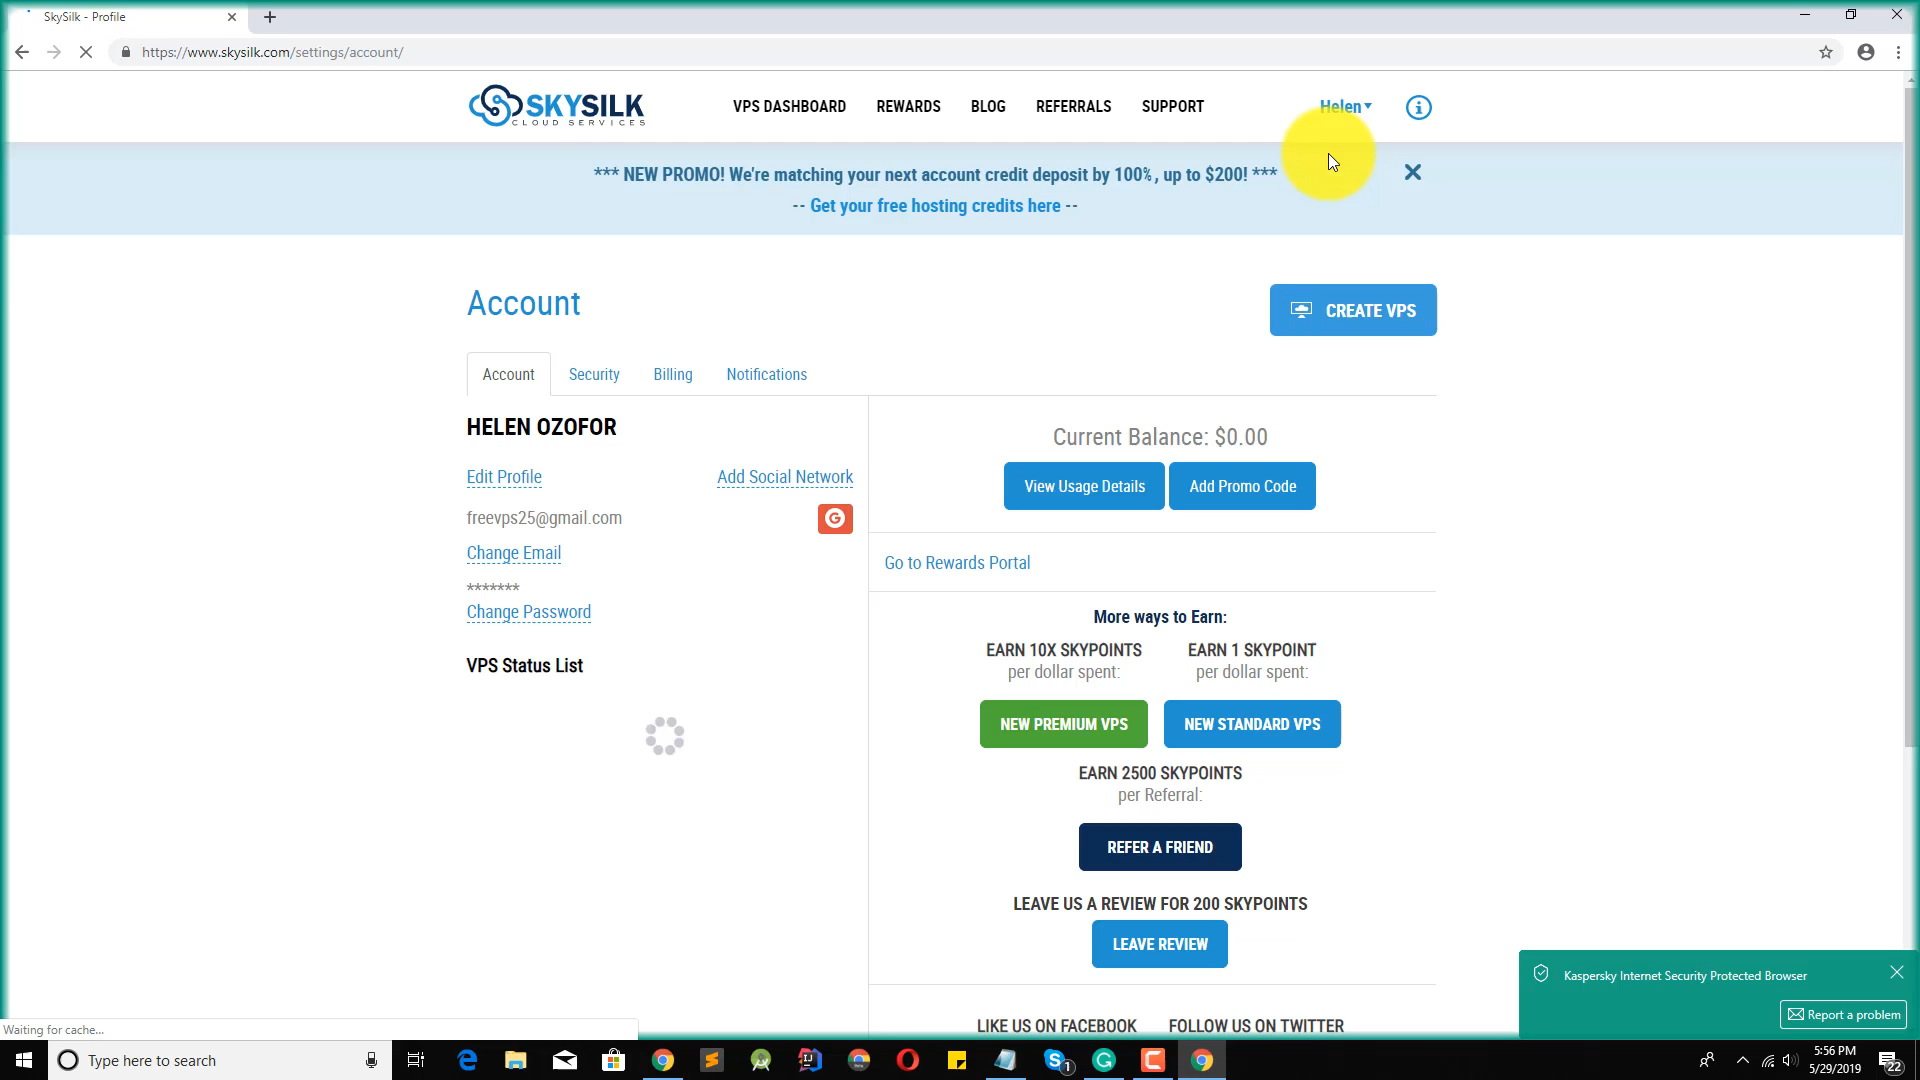 SkySilk - Profile
https://www.skysilk.com/settings/account/
SKYSILK
CLOUD SERVICES
VPS DASHBOARD
REWARDS
BLOG
REFERRALS
SUPPORT
Helen
*** NEW PROMO! We're matching your next account credit deposit by 100%, up to $200! ***
-- Get your free hosting credits here --
Account
CREATE VPS
Account
Security
Billing
Notifications
HELEN OZOFOR
Edit Profile
Add Social Network
freevps25@gmail.com
G
Change Email
*******
Change Password
VPS Status List
Current Balance: $0.00
View Usage Details
Add Promo Code
Go to Rewards Portal
More ways to Earn:
EARN 10X SKYPOINTS
per dollar spent:
NEW PREMIUM VPS
EARN 1 SKYPOINT
per dollar spent:
NEW STANDARD VPS
EARN 2500 SKYPOINTS
per Referral:
REFER A FRIEND
LEAVE US A REVIEW FOR 200 SKYPOINTS
LEAVE REVIEW
LIKE US ON FACEBOOK
FOLLOW US ON TWITTER
Kaspersky Internet Security Protected Browser
Report a problem
Waiting for cache...
Type here to search
1
5:56 PM
5/29/2019
22